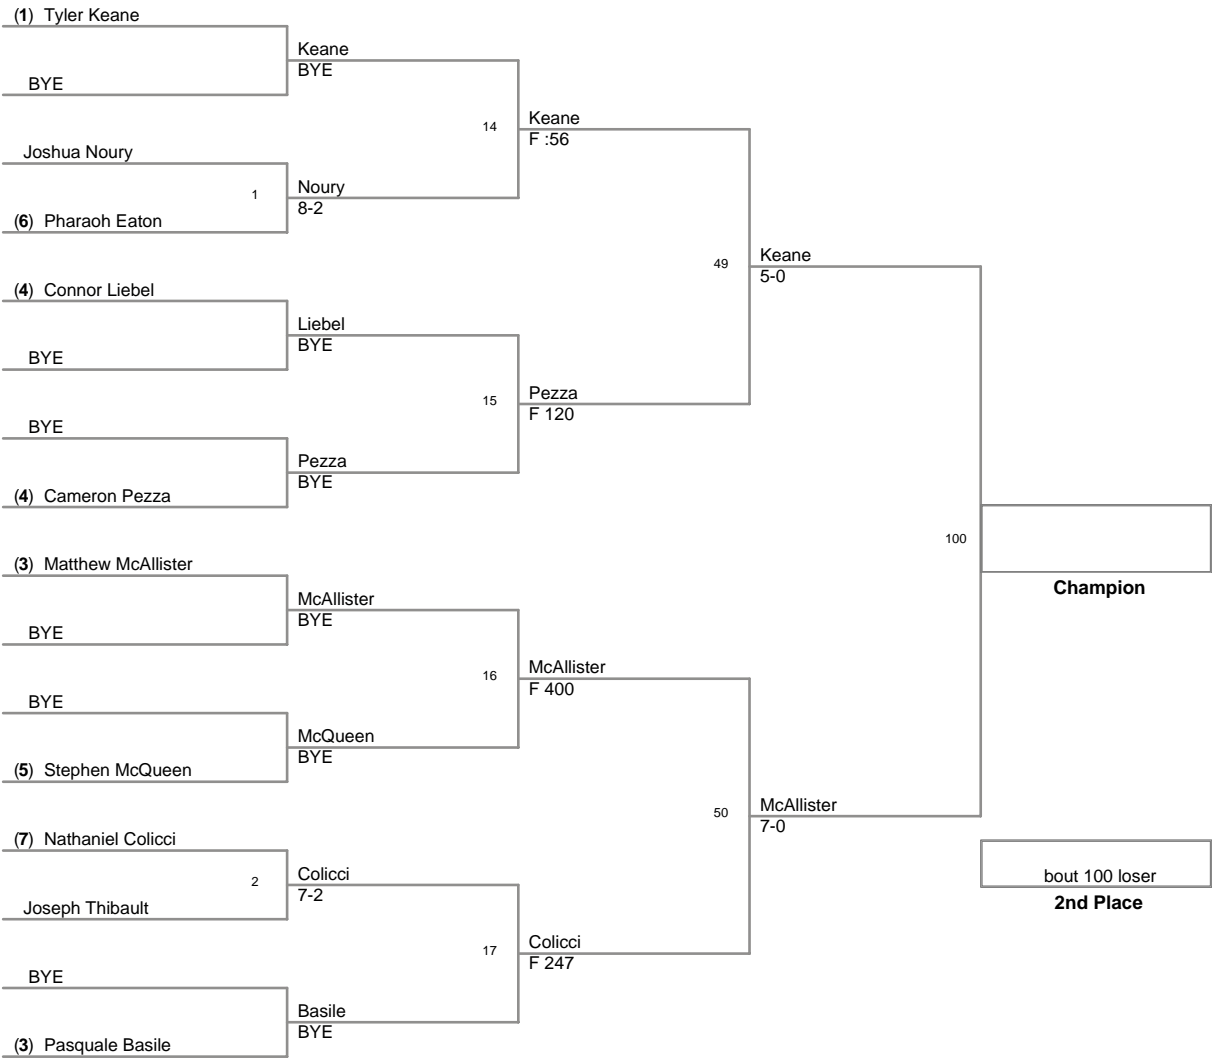 (1) Tyler Keane
Keane
BYE
BYE
14
Keane
F :56
Joshua Noury
1
Noury
8-2
(6) Pharaoh Eaton
49
Keane
5-0
(4) Connor Liebel
Liebel
BYE
BYE
15
Pezza
F 120
BYE
Pezza
BYE
(4) Cameron Pezza
100
Champion
(3) Matthew McAllister
McAllister
BYE
BYE
16
McAllister
F 400
BYE
McQueen
BYE
(5) Stephen McQueen
50
McAllister
7-0
(7) Nathaniel Colicci
2
Colicci
7-2
Joseph Thibault
bout 100 loser
2nd Place
17
Colicci
F 247
BYE
Basile
BYE
(3) Pasquale Basile